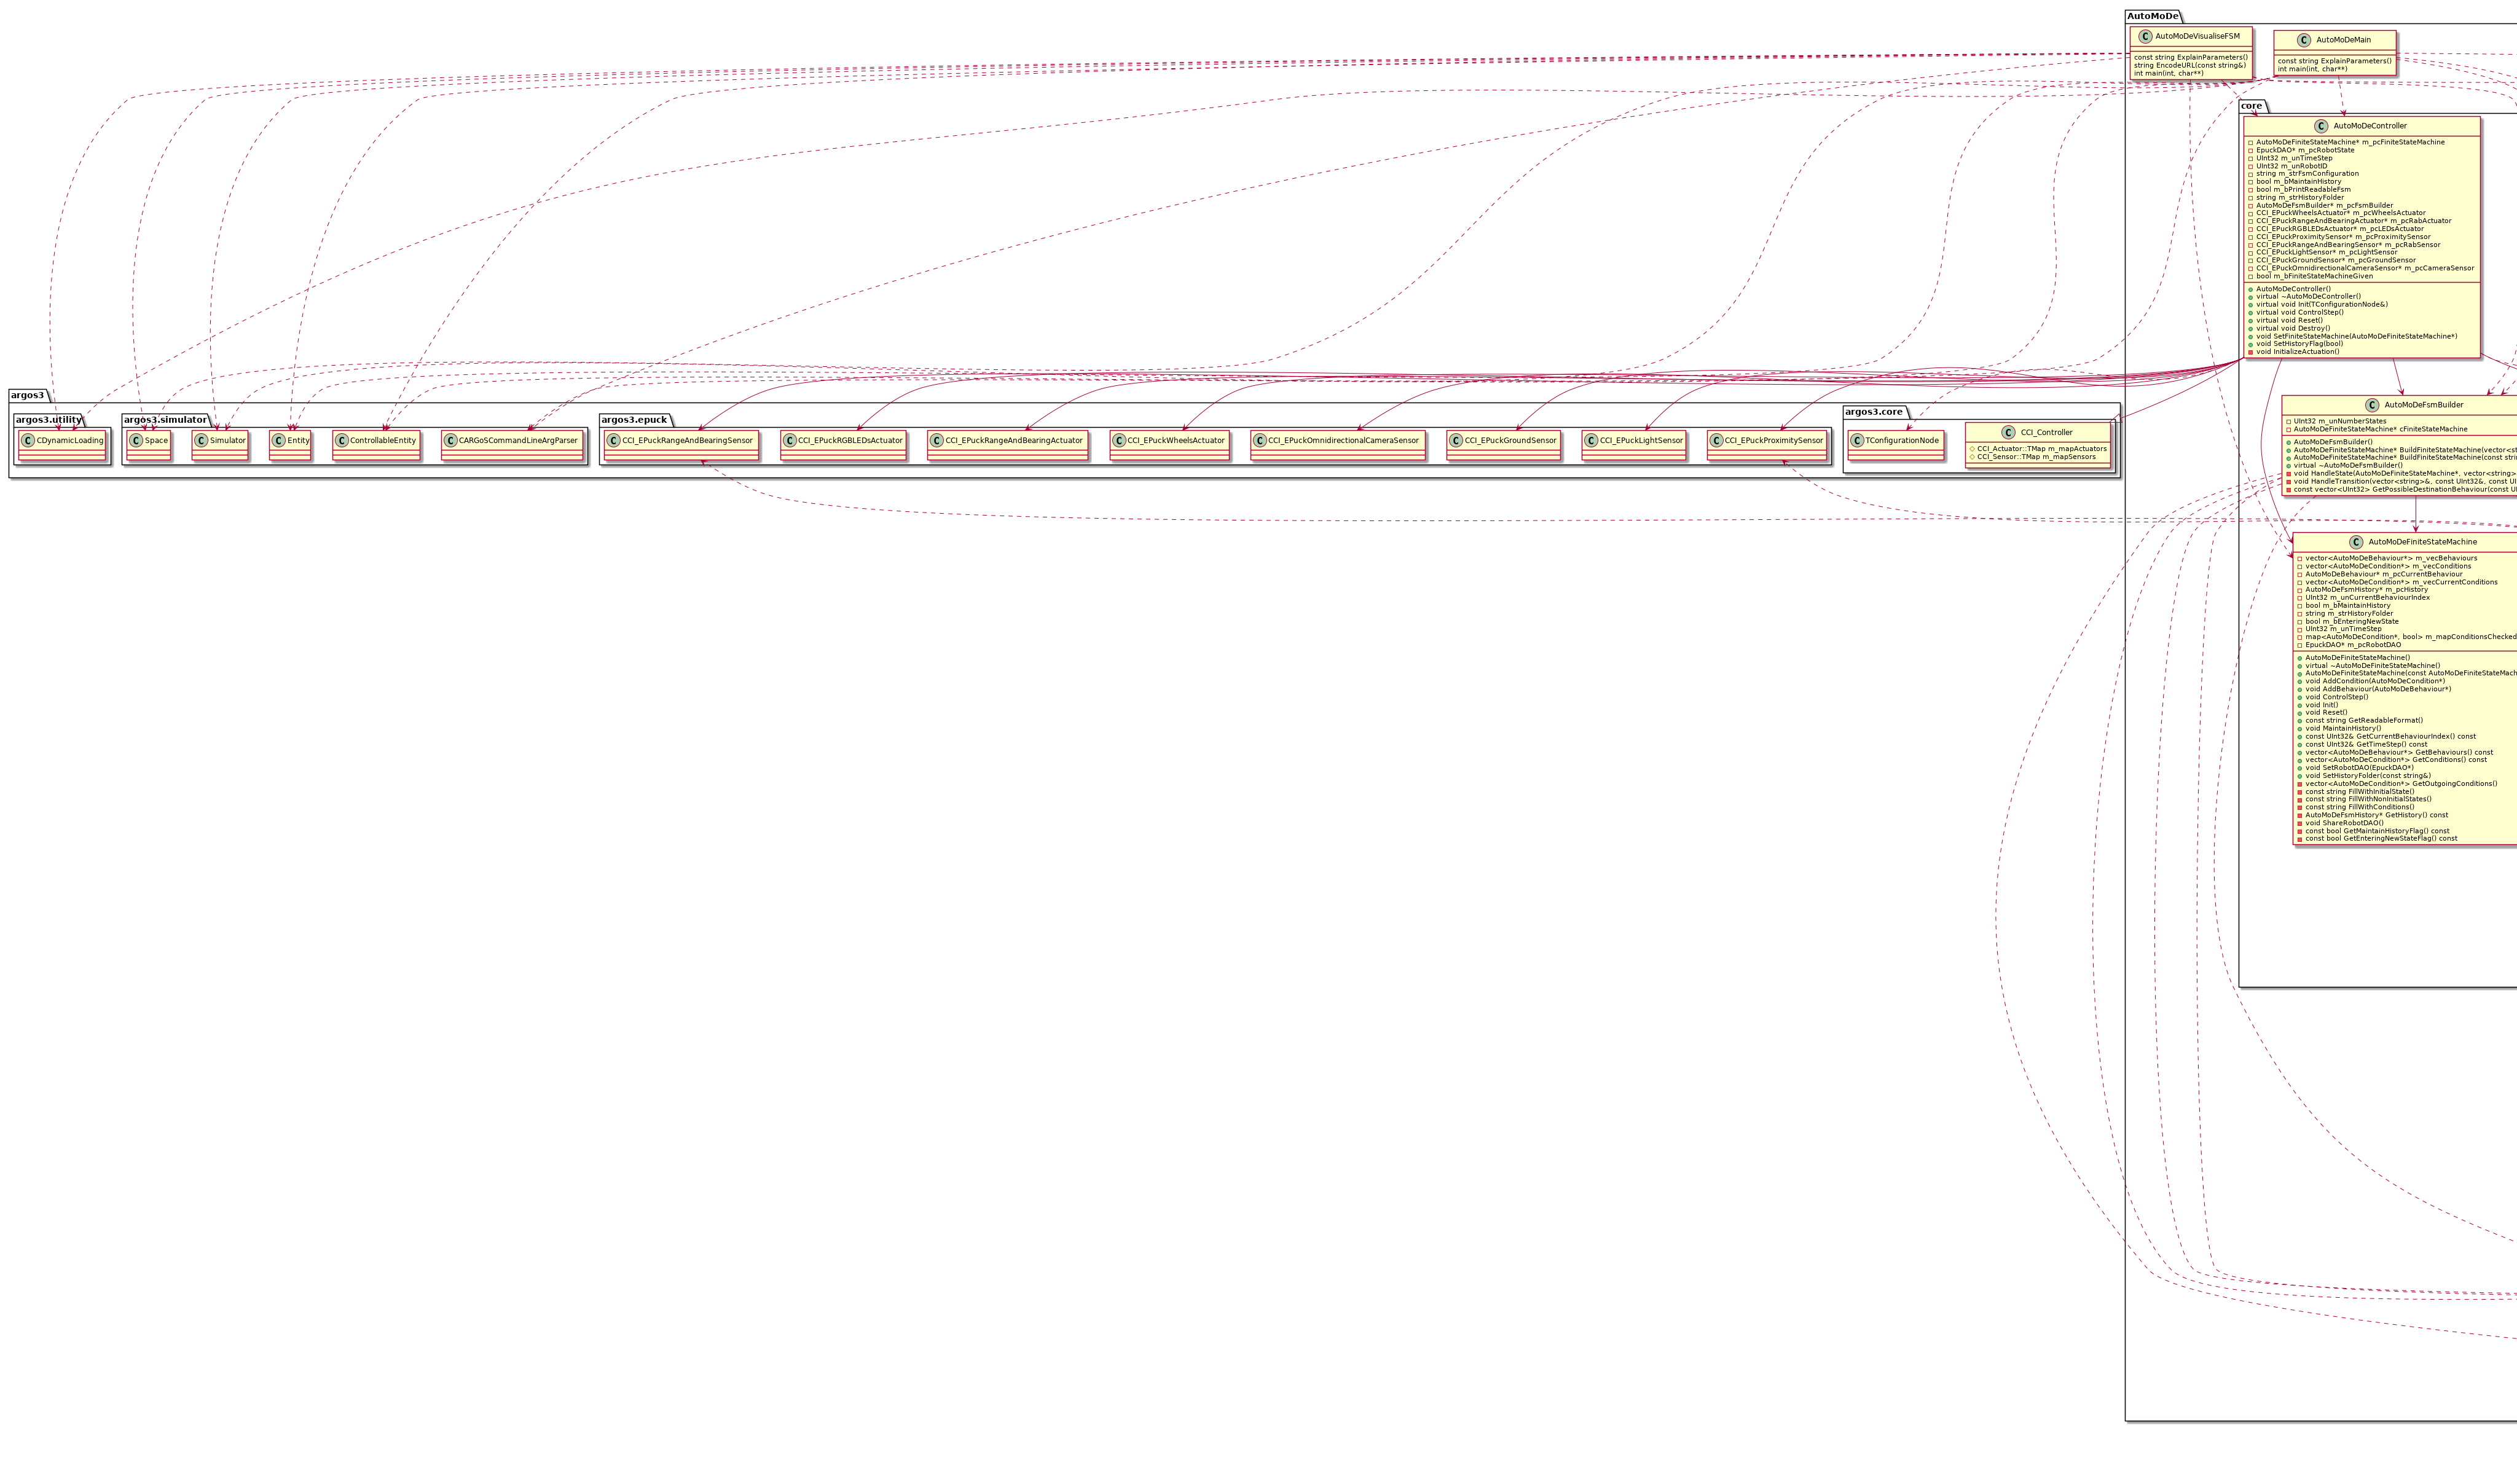 AutoMoDe
AutoMoDeVisualiseFSM
const string ExplainParameters()
string EncodeURL(const string&)
int main(int, char**)
AutoMoDeMain
const string ExplainParameters()
int main(int, char**)
core
AutoMoDeController
AutoMoDeFiniteStateMachine* m_pcFiniteStateMachine
EpuckDAO* m_pcRobotState
UInt32 m_unTimeStep
UInt32 m_unRobotID
string m_strFsmConfiguration
bool m_bMaintainHistory
bool m_bPrintReadableFsm
string m_strHistoryFolder
AutoMoDeFsmBuilder* m_pcFsmBuilder
CCI_EPuckWheelsActuator* m_pcWheelsActuator
CCI_EPuckRangeAndBearingActuator* m_pcRabActuator
CCI_EPuckRGBLEDsActuator* m_pcLEDsActuator
CCI_EPuckProximitySensor* m_pcProximitySensor
CCI_EPuckRangeAndBearingSensor* m_pcRabSensor
CCI_EPuckLightSensor* m_pcLightSensor
CCI_EPuckGroundSensor* m_pcGroundSensor
CCI_EPuckOmnidirectionalCameraSensor* m_pcCameraSensor
bool m_bFiniteStateMachineGiven
AutoMoDeController()
virtual ~AutoMoDeController()
virtual void Init(TConfigurationNode&)
virtual void ControlStep()
virtual void Reset()
virtual void Destroy()
void SetFiniteStateMachine(AutoMoDeFiniteStateMachine*)
void SetHistoryFlag(bool)
void InitializeActuation()
argos3
argos3.utility
CDynamicLoading
argos3.simulator
Space
Simulator
Entity
ControllableEntity
CARGoSCommandLineArgParser
argos3.epuck
CCI_EPuckRangeAndBearingSensor
CCI_EPuckRGBLEDsActuator
CCI_EPuckRangeAndBearingActuator
CCI_EPuckWheelsActuator
CCI_EPuckOmnidirectionalCameraSensor
CCI_EPuckGroundSensor
CCI_EPuckLightSensor
CCI_EPuckProximitySensor
argos3.core
TConfigurationNode
CCI_Controller
CCI_Actuator::TMap m_mapActuators
CCI_Sensor::TMap m_mapSensors
AutoMoDeFsmBuilder
UInt32 m_unNumberStates
AutoMoDeFiniteStateMachine* cFiniteStateMachine
AutoMoDeFsmBuilder()
AutoMoDeFiniteStateMachine* BuildFiniteStateMachine(vector<st
AutoMoDeFiniteStateMachine* BuildFiniteStateMachine(const strin
virtual ~AutoMoDeFsmBuilder()
void HandleState(AutoMoDeFiniteStateMachine*, vector<string>
void HandleTransition(vector<string>&, const UInt32&, const UI
const vector<UInt32> GetPossibleDestinationBehaviour(const UI
AutoMoDeFiniteStateMachine
vector<AutoMoDeBehaviour*> m_vecBehaviours
vector<AutoMoDeCondition*> m_vecConditions
AutoMoDeBehaviour* m_pcCurrentBehaviour
vector<AutoMoDeCondition*> m_vecCurrentConditions
AutoMoDeFsmHistory* m_pcHistory
UInt32 m_unCurrentBehaviourIndex
bool m_bMaintainHistory
string m_strHistoryFolder
bool m_bEnteringNewState
UInt32 m_unTimeStep
map<AutoMoDeCondition*, bool> m_mapConditionsChecked
EpuckDAO* m_pcRobotDAO
AutoMoDeFiniteStateMachine()
virtual ~AutoMoDeFiniteStateMachine()
AutoMoDeFiniteStateMachine(const AutoMoDeFiniteStateMach
void AddCondition(AutoMoDeCondition*)
void AddBehaviour(AutoMoDeBehaviour*)
void ControlStep()
void Init()
void Reset()
const string GetReadableFormat()
void MaintainHistory()
const UInt32& GetCurrentBehaviourIndex() const
const UInt32& GetTimeStep() const
vector<AutoMoDeBehaviour*> GetBehaviours() const
vector<AutoMoDeCondition*> GetConditions() const
void SetRobotDAO(EpuckDAO*)
void SetHistoryFolder(const string&)
vector<AutoMoDeCondition*> GetOutgoingConditions()
const string FillWithInitialState()
const string FillWithNonInitialStates()
const string FillWithConditions()
AutoMoDeFsmHistory* GetHistory() const
void ShareRobotDAO()
const bool GetMaintainHistoryFlag() const
const bool GetEnteringNewStateFlag() const